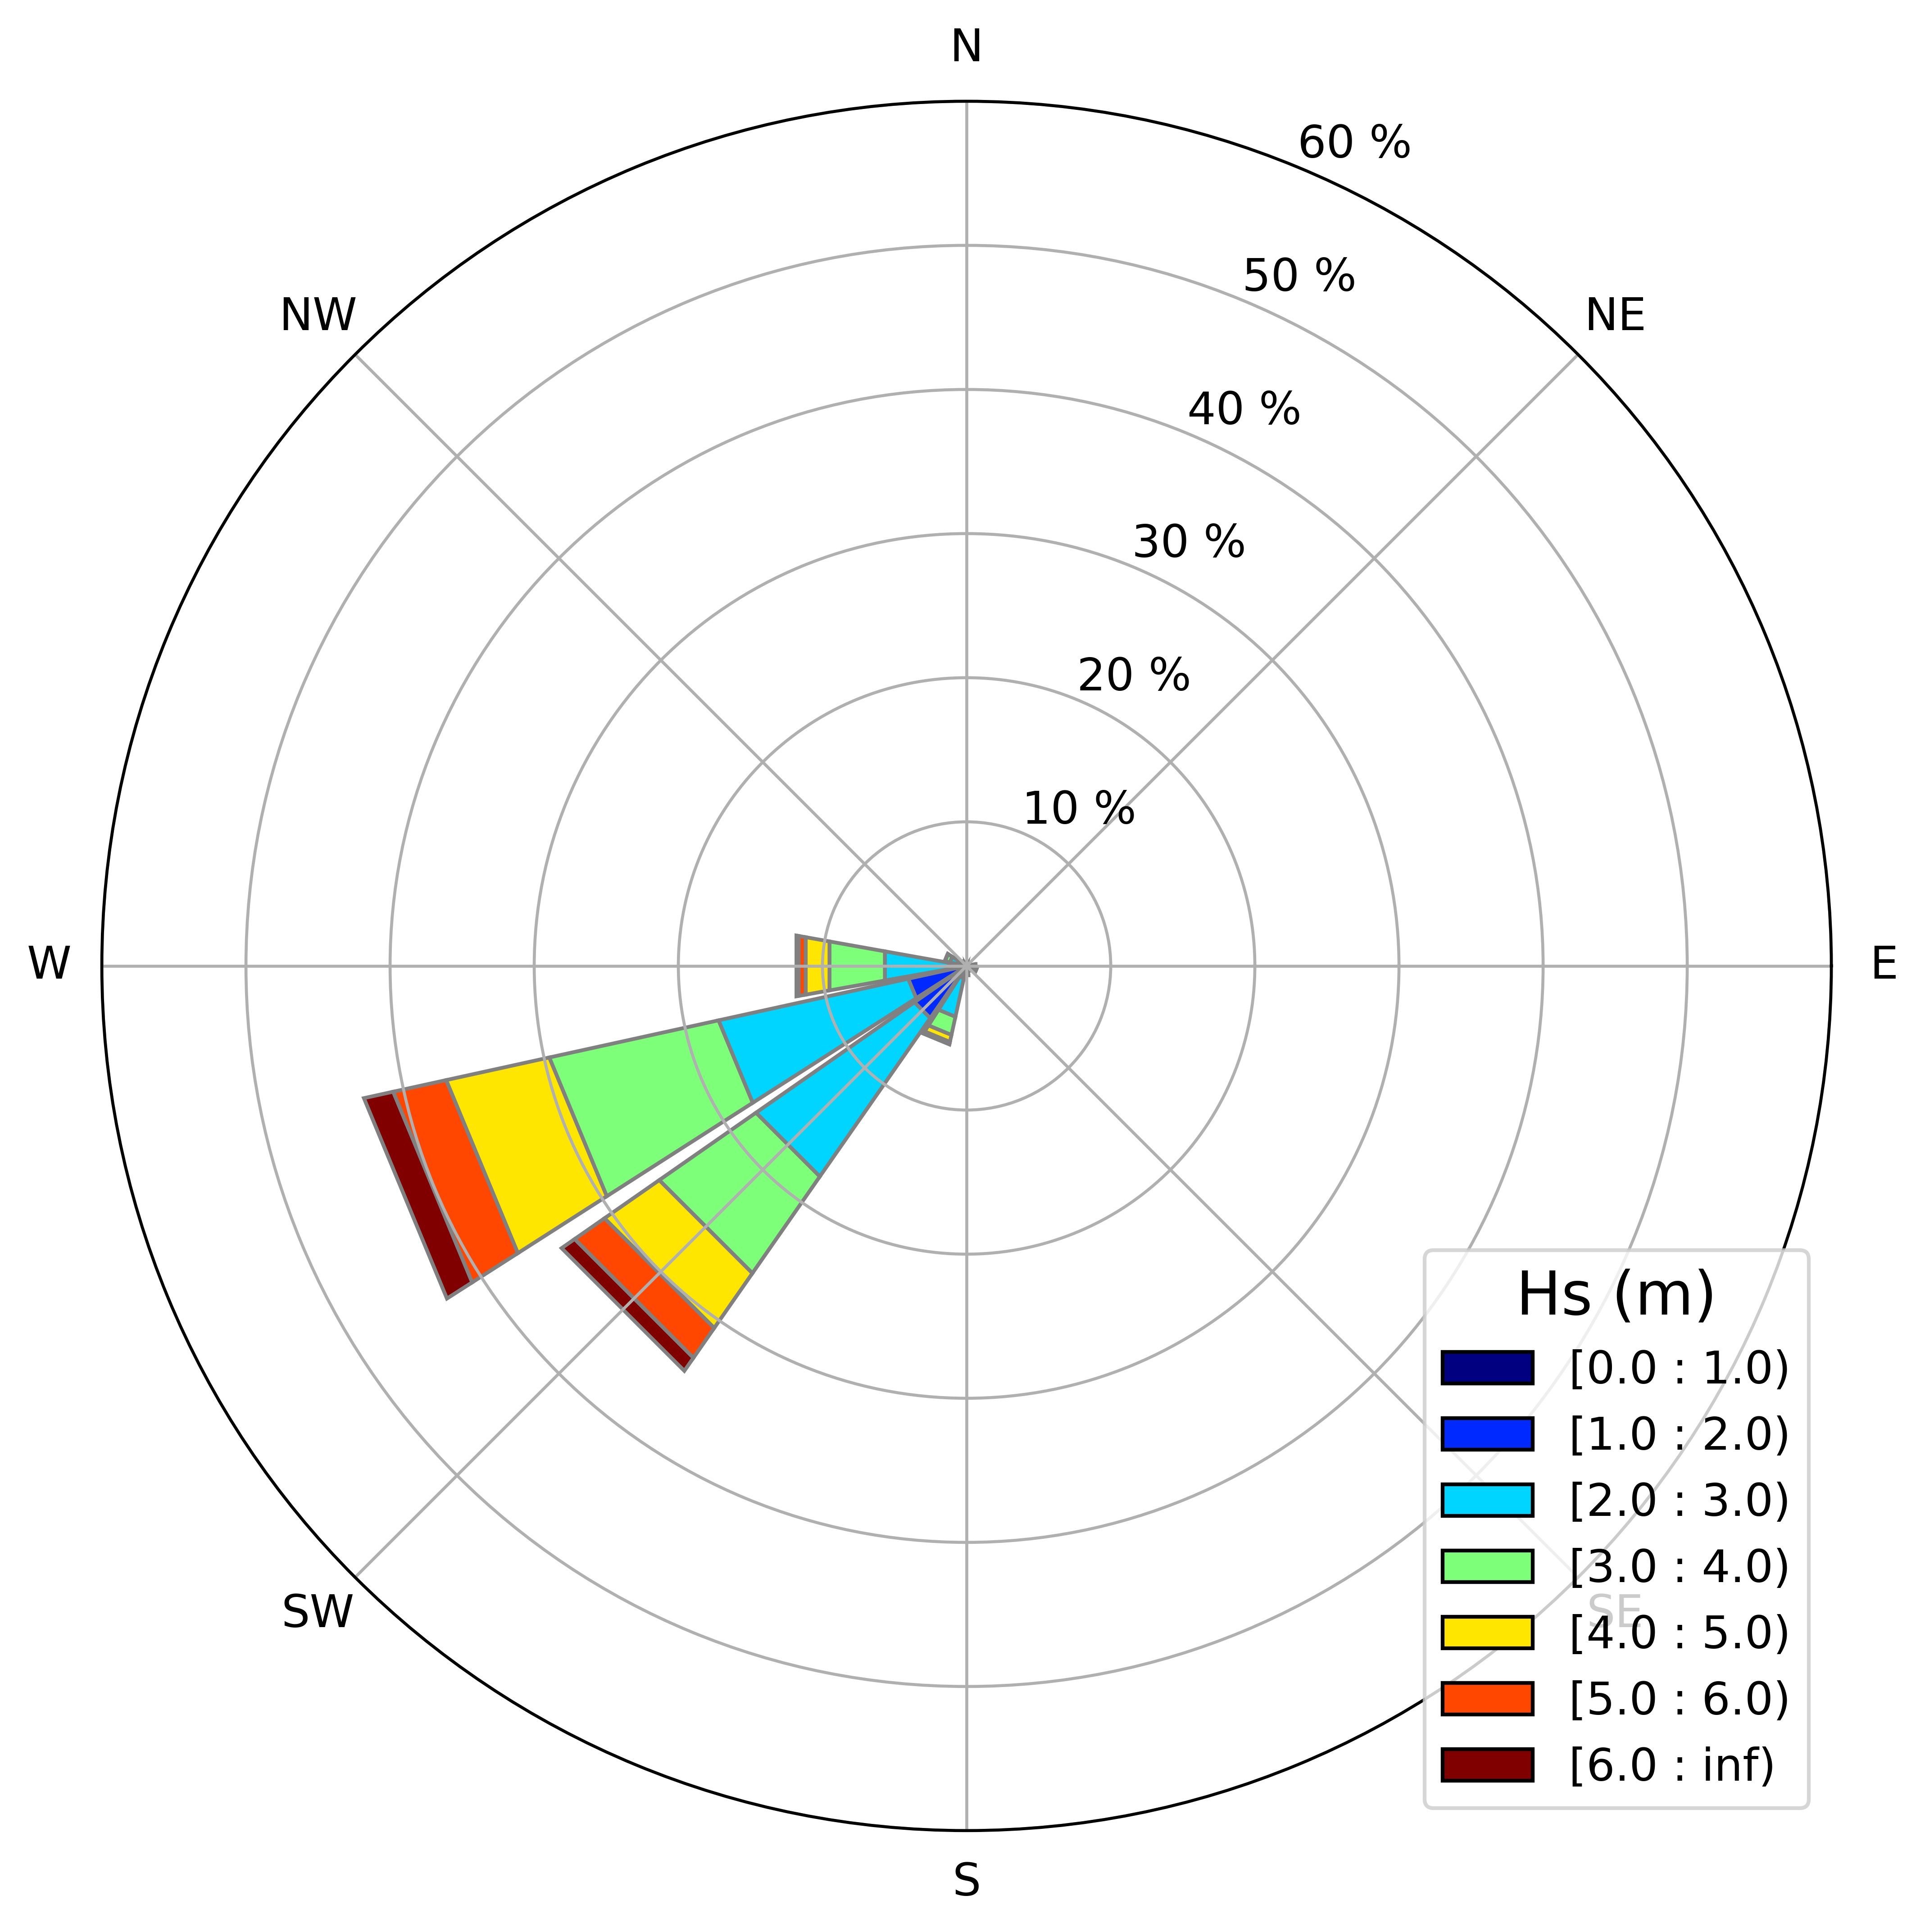 N
60 %
NW
50 %
NE
40 %
30 %
20 %
10 %
W
E
Hs (m)
[0.0 : 1.0)
[1.0 : 2.0)
[2.0 : 3.0)
[3.0 : 4.0)
SW
SE
[4.0 : 5.0)
[5.0 : 6.0)
[6.0 : inf)
S